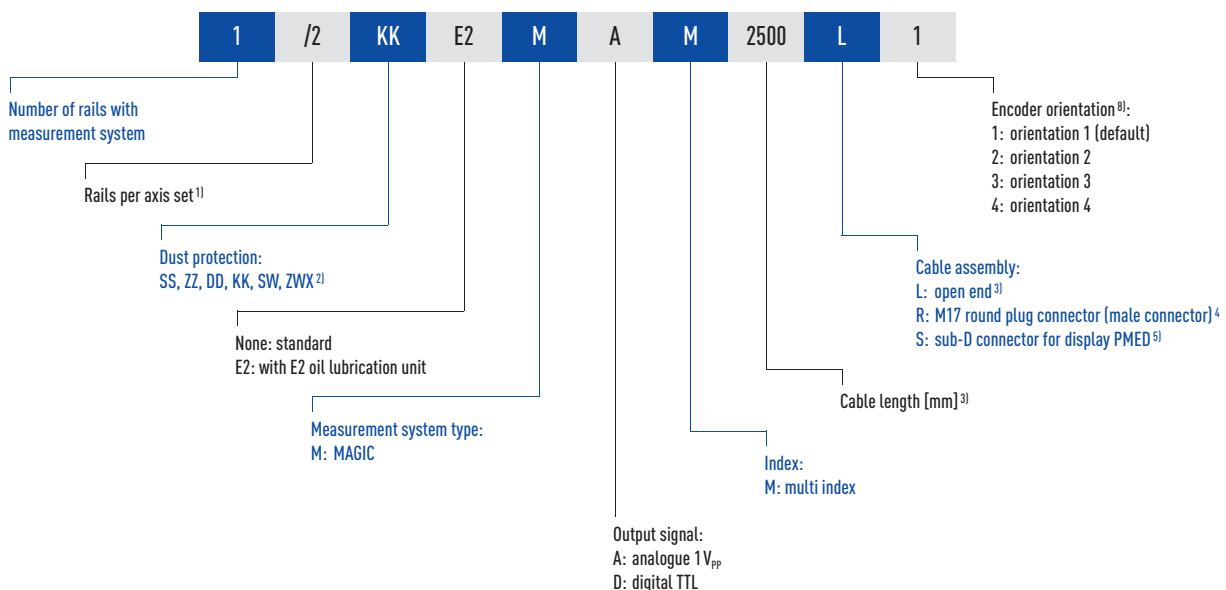 1 /2 KK E2 M A M 2500 L 1
Number of rails with
measurement system
Rails per axis set 1)
Dust protection:
SS, ZZ, DD, KK, SW, ZWX 2)
None: standard
E2: with E2 oil lubrication unit
Measurement system type:
M: MAGIC
Output signal:
A: analogue 1 VPP
D: digital TTL
Index:
M: multi index
Cable length [mm] 3)
Cable assembly:
L: open end 3)
R: M17 round plug connector (male connector) 4
S: sub-D connector for display PMED 5)
Encoder orientation 8):
1: orientation 1 (default)
2: orientation 2
3: orientation 3
4: orientation 4